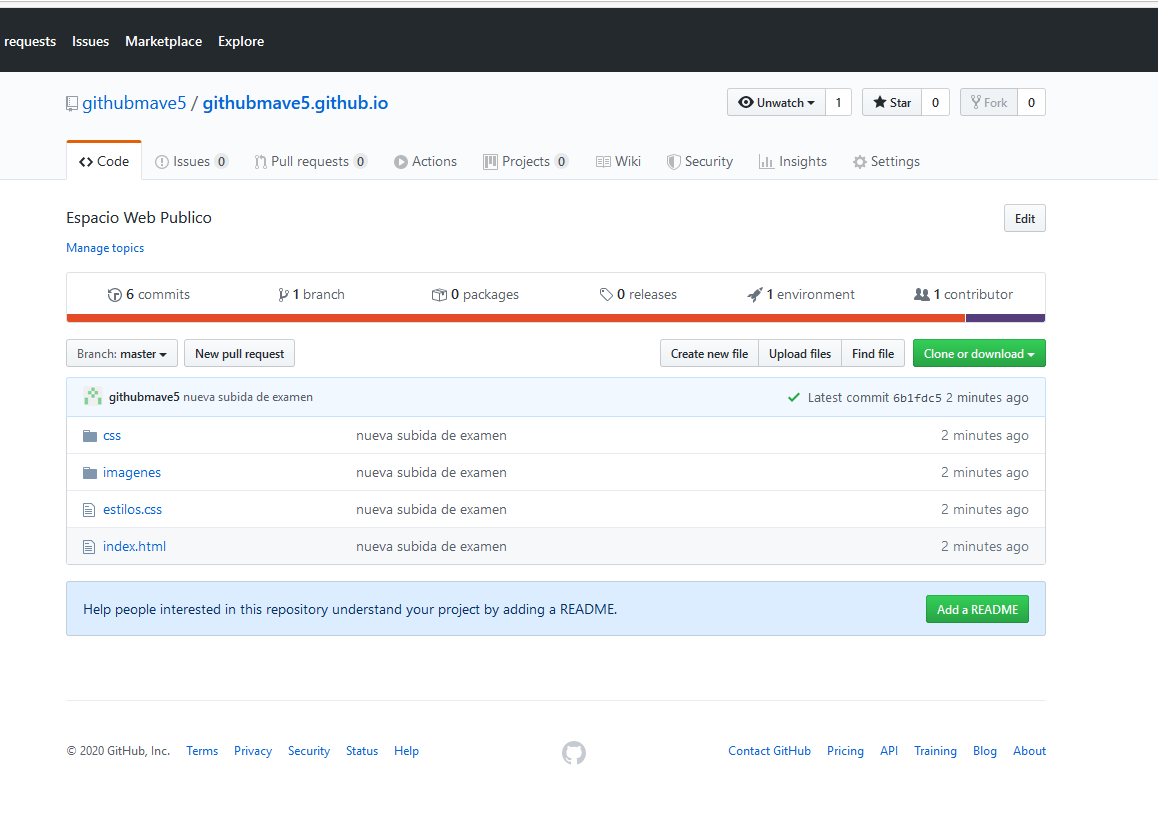 requests Issues Marketplace Explore
githubmave5 / githubmave5.github.io Unwatch 1 Star 0 Fork 0
Code Issues 0 Pull requests 0 Actions Projects 0 Wiki Security Insights Settings
Espacio Web Publico Edit
Manage topics
6 commits 1 branch 0 packages 0 releases 1 environment 1 contributor
Branch: master New pull request Create new file Upload files Find file Clone or download
githubmave5 nueva subida de examen Latest commit 6b1fdc5 2 minutes ago
css nueva subida de examen 2 minutes ago
imagenes nueva subida de examen 2 minutes ago
estilos.css nueva subida de examen 2 minutes ago
index.html nueva subida de examen 2 minutes ago
Help people interested in this repository understand your project by adding a README. Add a README
© 2020 GitHub, Inc. Terms Privacy Security Status Help Contact GitHub Pricing API Training Blog About